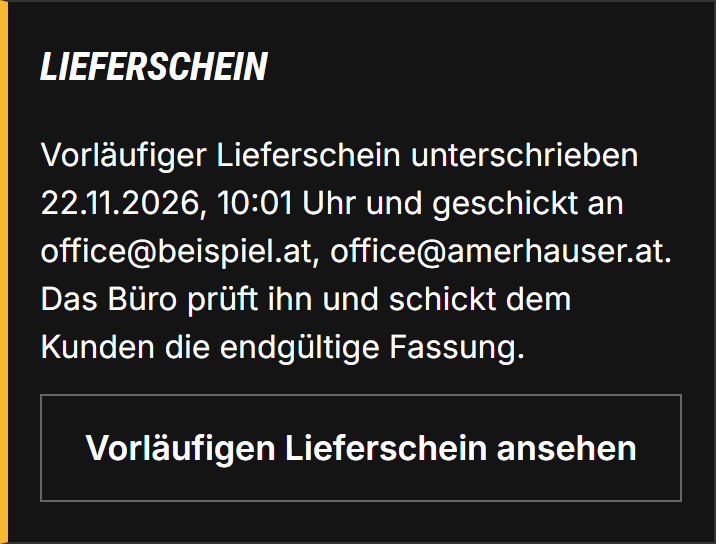 LIEFERSCHEIN
Vorläufiger Lieferschein unterschrieben
22.11.2026, 10:01 Uhr und geschickt an
office@beispiel.at, office@amerhauser.at.
Das Büro prüft ihn und schickt dem
Kunden die endgültige Fassung.
Vorläufigen Lieferschein ansehen